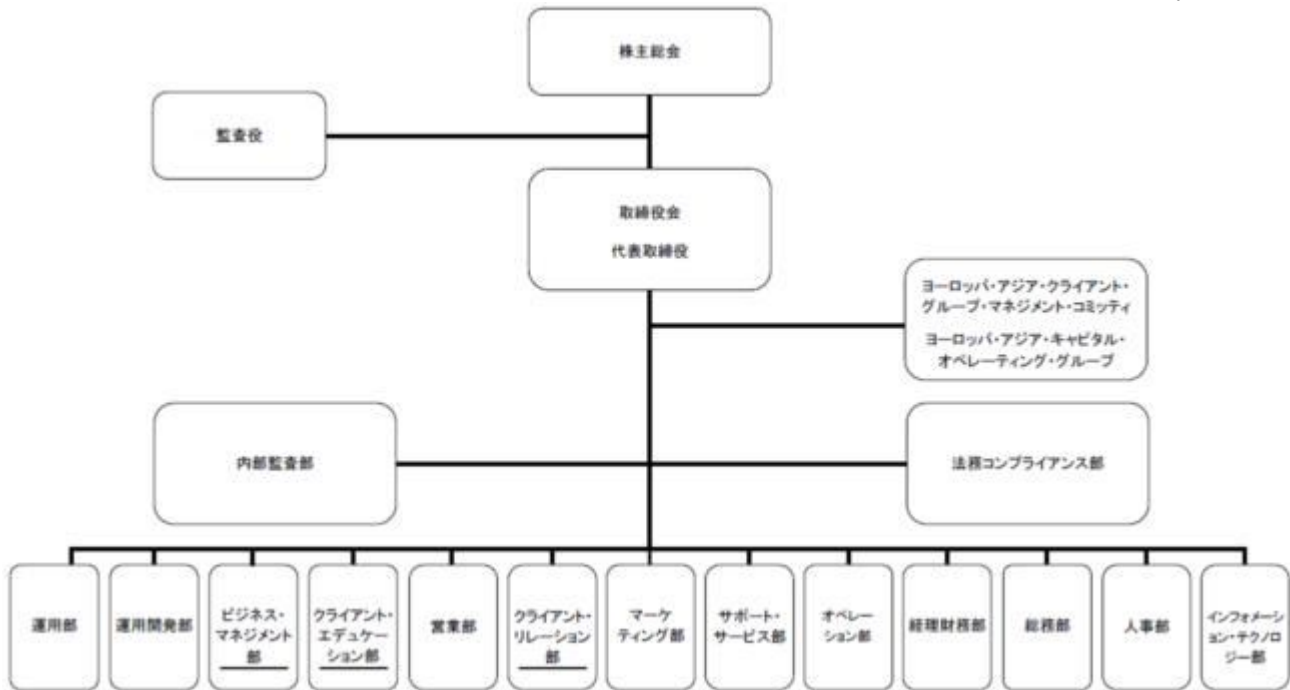 株主総会
監査役
取締役会
代表取締役
ヨーロッパ・アジア・クライアント・
グループ・マネジメント・コミッティ
ヨーロッパ・アジア・キャピタル・
オペレーティング・グループ
内部監査部
法務コンプライアンス部
運用部
運用開発部
ビジネス・
マネジメント
部
クライアント・
エデュケー
ション部
営業部
クライアント・
リレーション
部
マーケ
ティング部
サポート・
サービス部
オペレー
ション部
経理財務部
総務部
人事部
インフォメーシ
ョン・テクノロ
ジー部